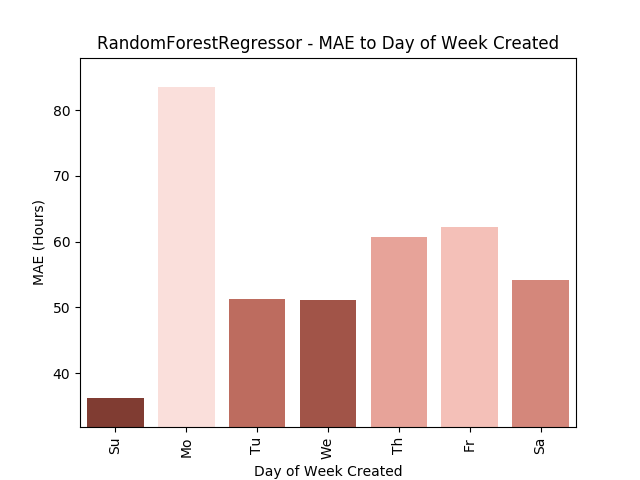 RandomForestRegressor - MAE to Day of Week Created
MAE (Hours)
80
70
60
50
40
Su
Mo
Tu
We
Th
Fr
Sa
Day of Week Created